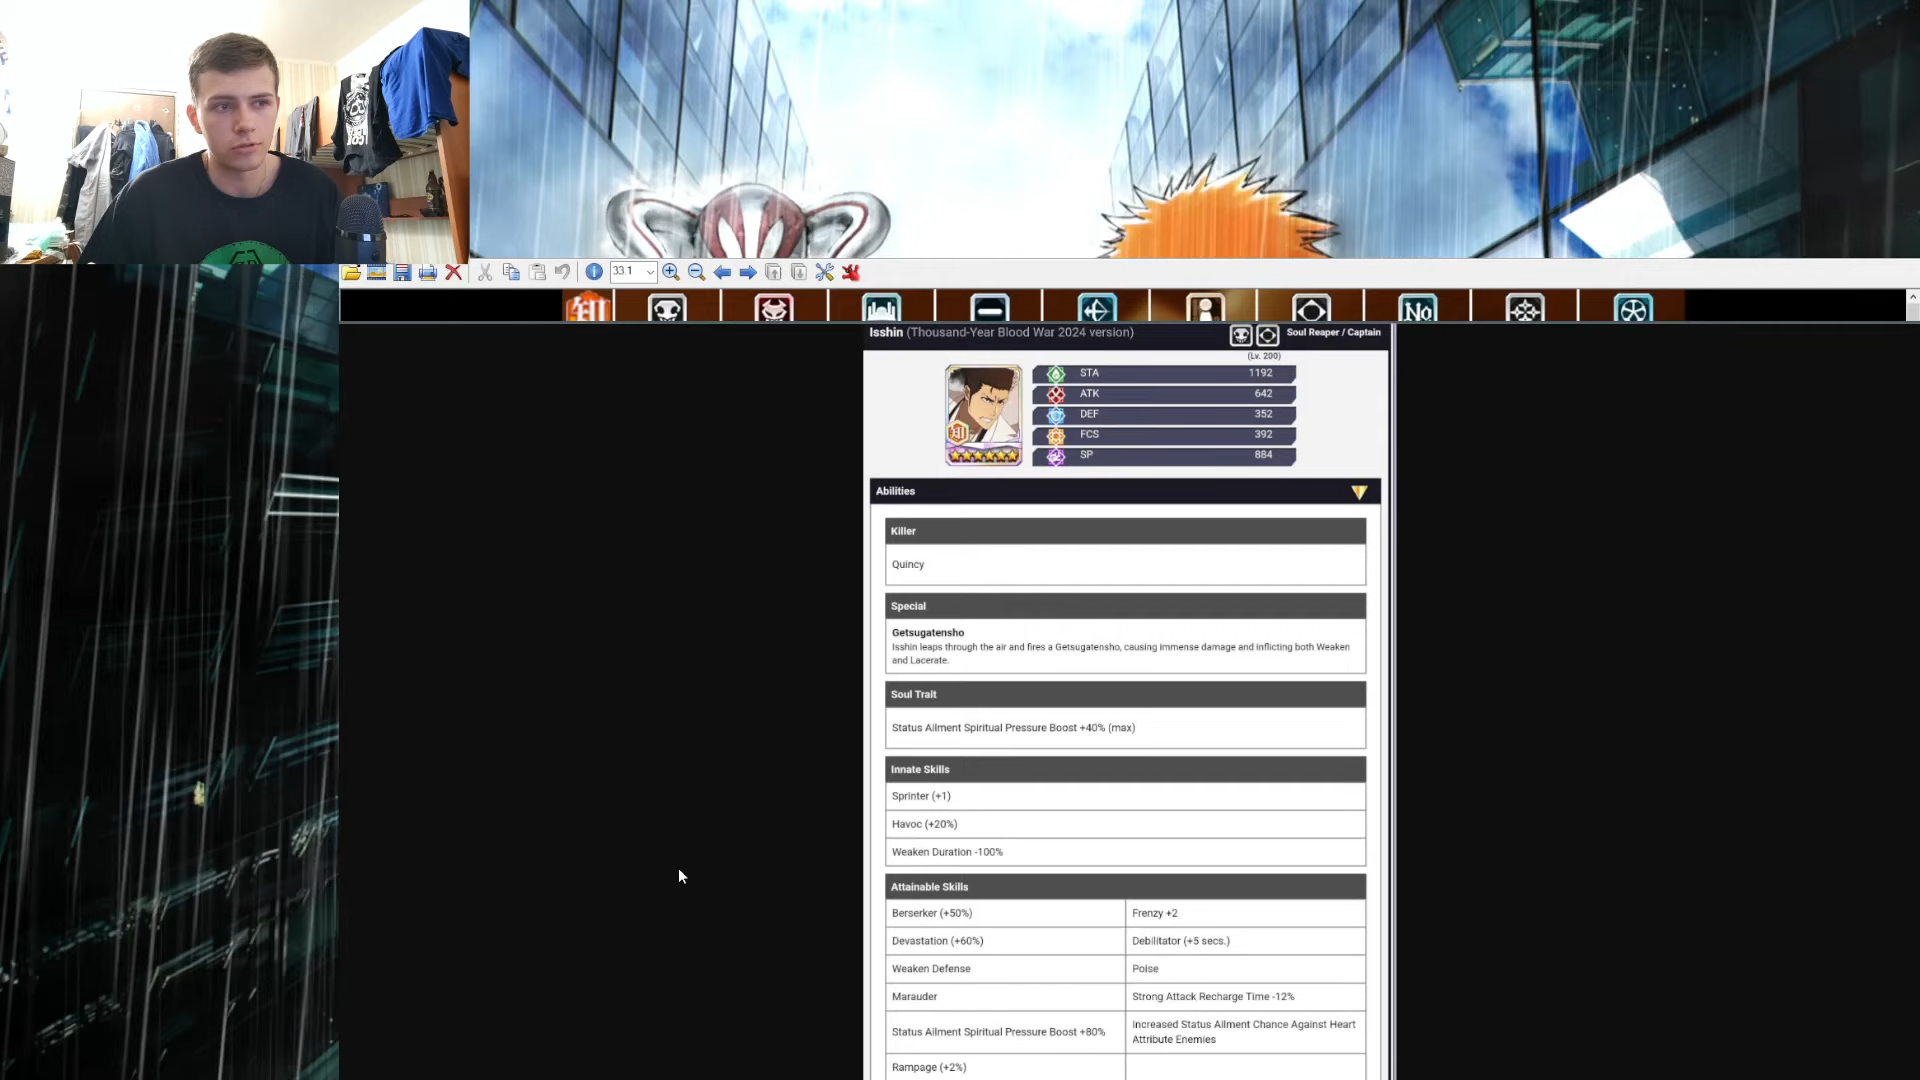 33.1
No
Isshin (Thousand-Year Blood War 2024 version)
Soul Reaper / Captain
(Lv. 200)
STA 1192
ATK 642
DEF 352
FCS 392
SP 884
Abilities
Killer
Quincy
Special
Getsugatensho
Isshin leaps through the air and fires a Getsugatensho, causing immense damage and inflicting both Weaken
and Lacerate.
Soul Trait
Status Ailment Spiritual Pressure Boost +40% (max)
Innate Skills
Sprinter (+1)
Havoc (+20%)
Weaken Duration -100%
Attainable Skills
Berserker (+50%)
Frenzy +2
Devastation (+60%)
Debilitator (+5 secs.)
Weaken Defense
Poise
Marauder
Strong Attack Recharge Time -12%
Status Ailment Spiritual Pressure Boost +80%
Increased Status Ailment Chance Against Heart
Attribute Enemies
Rampage (+2%)